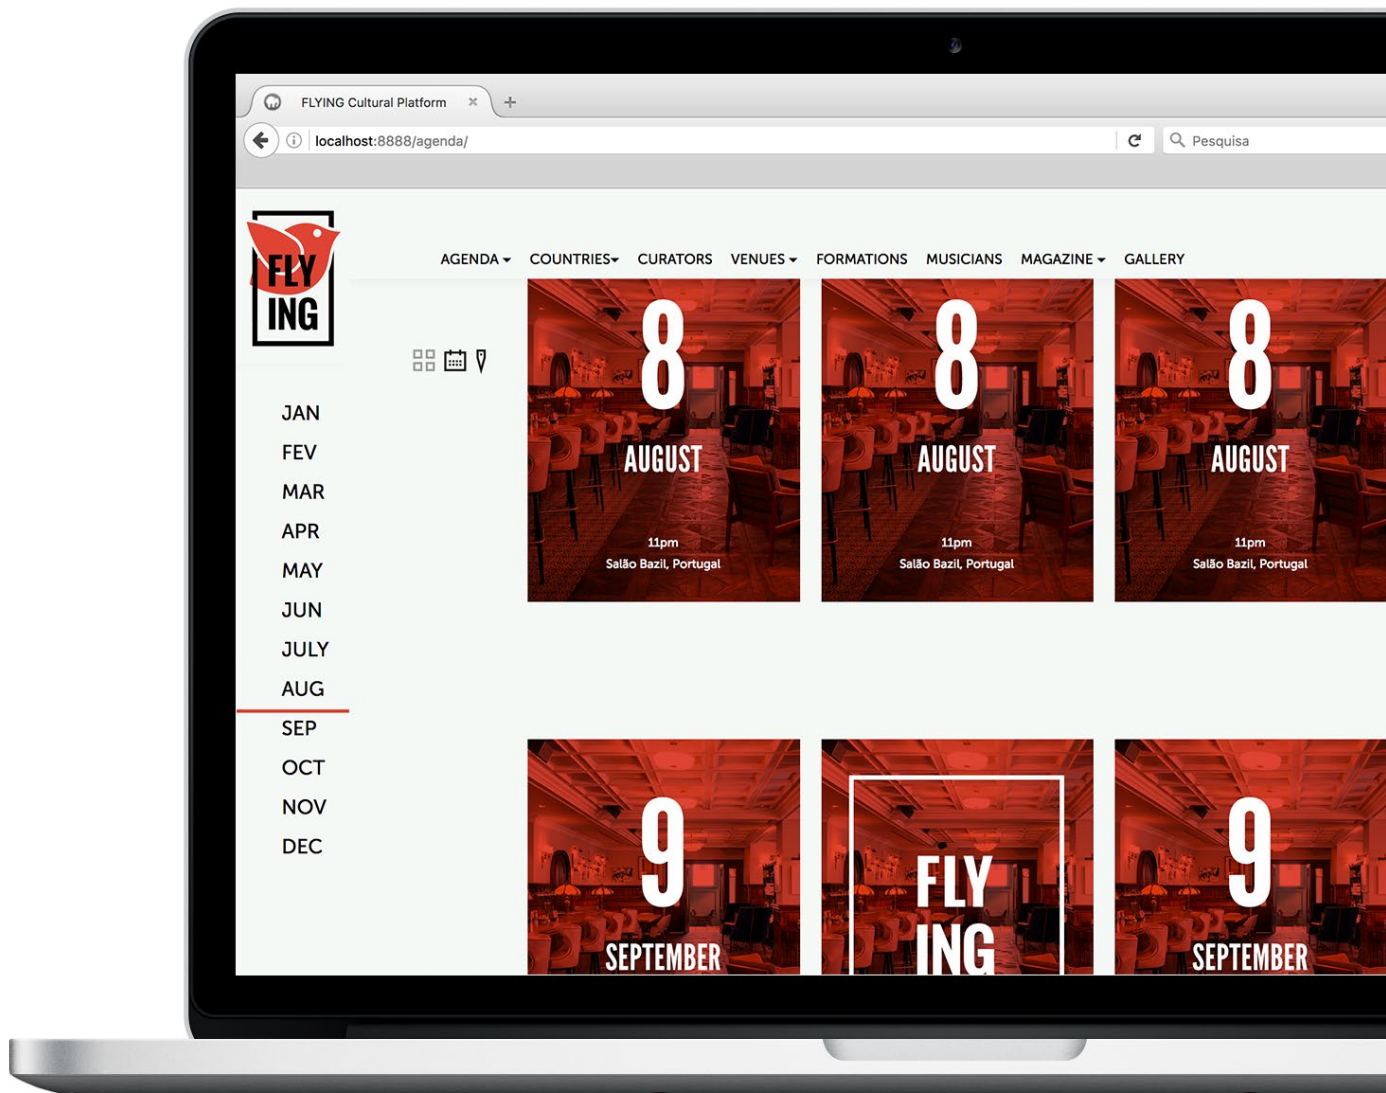 FLYING Cultural Platform
localhost:8888/agenda/
Pesquisa
FLY
ING
AGENDA COUNTRIES CURATORS VENUES FORMATIONS MUSICIANS MAGAZINE GALLERY
JAN
FEV
MAR
APR
MAY
JUN
JULY
AUG
SEP
OCT
NOV
DEC
8
AUGUST
11pm
Salão Bazil, Portugal
8
AUGUST
11pm
Salão Bazil, Portugal
8
AUGUST
11pm
Salão Bazil, Portugal
9
SEPTEMBER
FLY
ING
9
SEPTEMBER